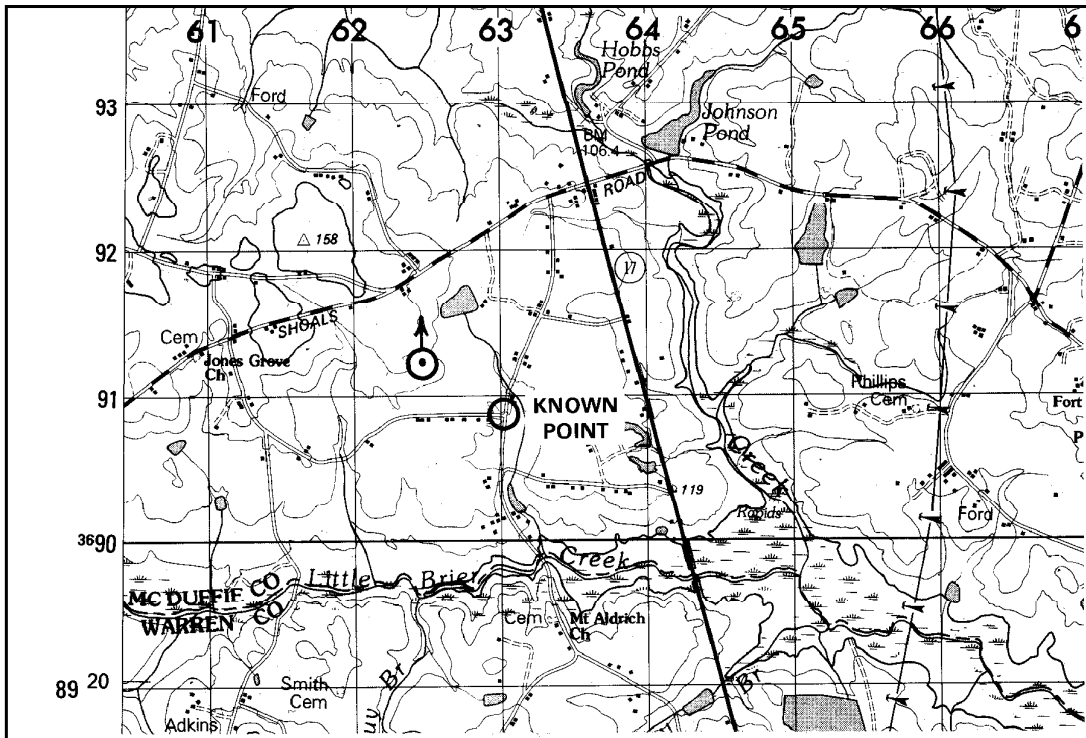 61 62 63 64 65 66 6
Hobbs
Pond
93
Ford
Johnson
Pond
BM
106.4
ROAD
158
92
17
SHOALS
Cem
Jones Grove
Ch
91
KNOWN
POINT
Phillips
Cem
Fort
P
Creek
119
Rapids
Ford
3690
Little Brier Creek
MC DUFFIE CO
WARREN CO
Cem
Mt Aldrich
Ch
89 20
Smith
Cem
Br
Br
Adkins